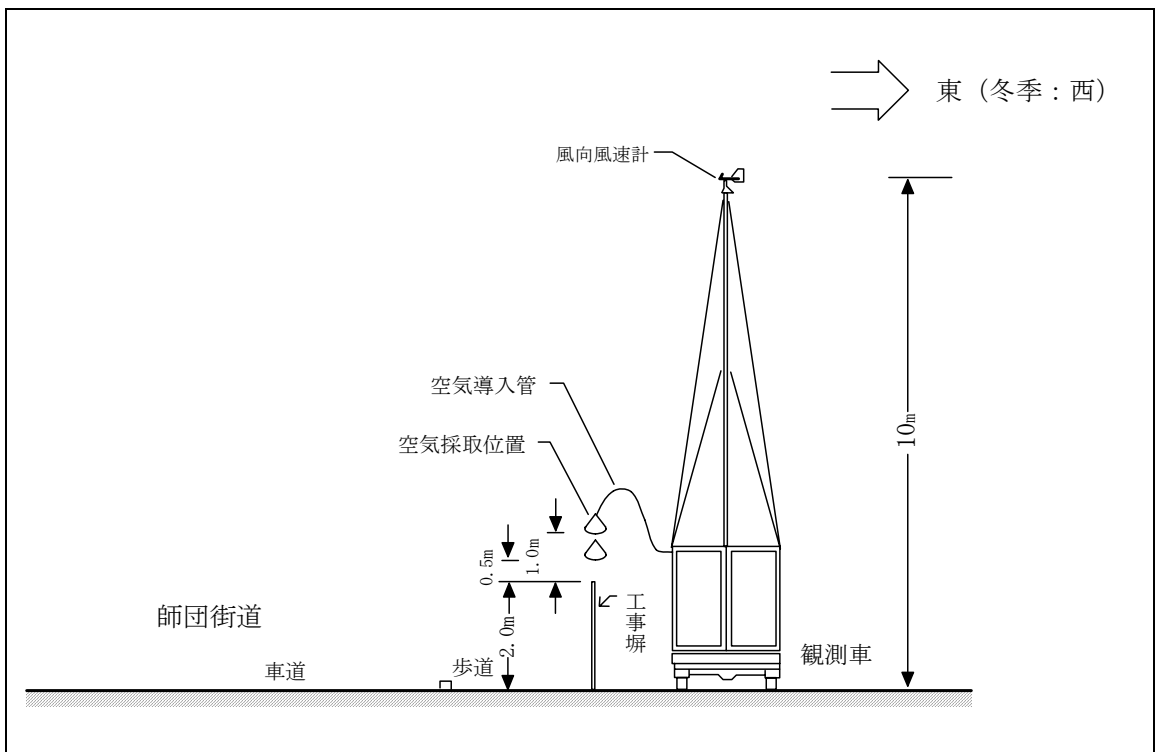 東（冬季：西）
風向風速計
空気導入管
空気採取位置
10m
0.5m
1.0m
2.0m
工事塀
師団街道
車道
歩道
観測車